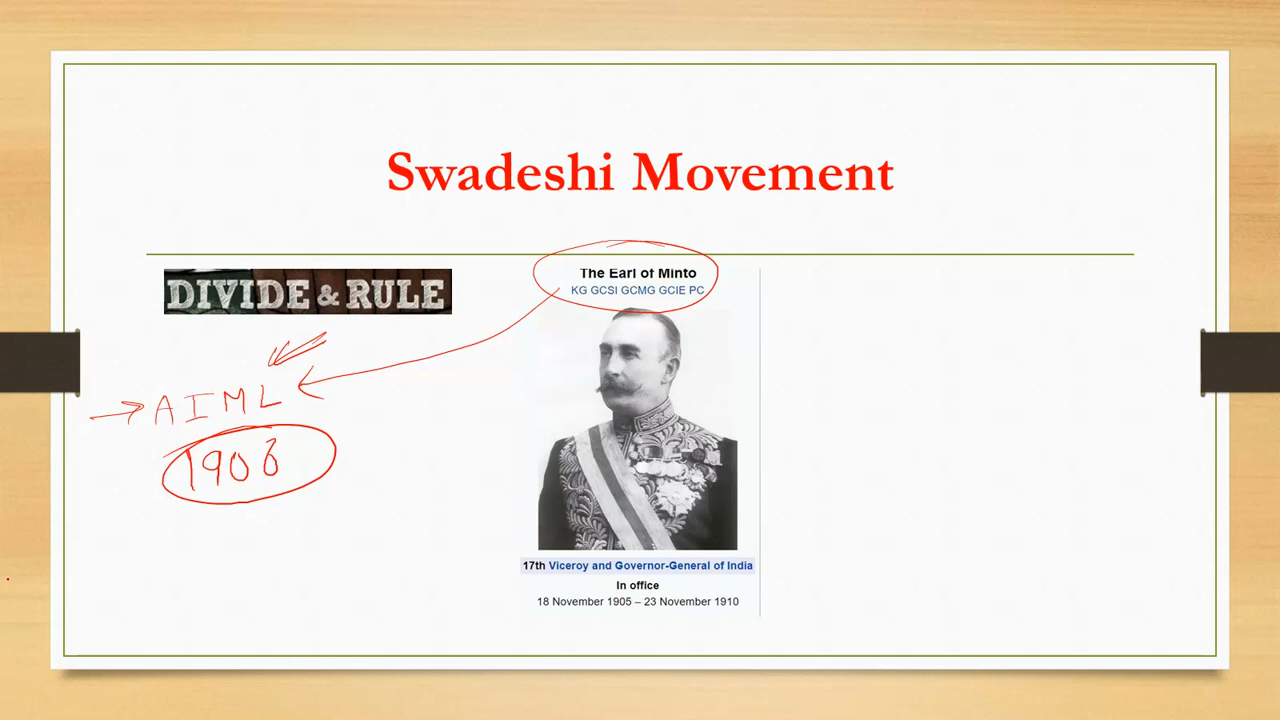 Swadeshi Movement
DIVIDE & RULE
AIML
1906
The Earl of Minto
KG GCSI GCMG GCIE PC
17th Viceroy and Governor-General of India
In office
18 November 1905 – 23 November 1910